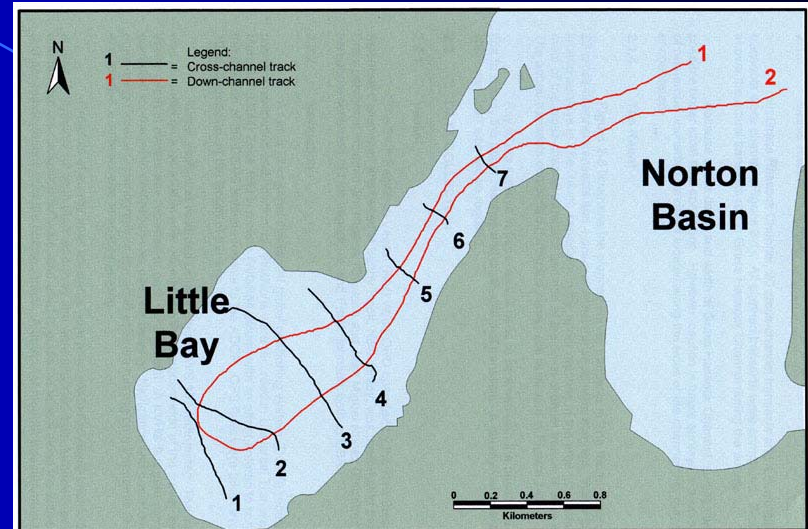 N
Legend:
1 = Cross-channel track
1 = Down-channel track
1
2
Norton
Basin
7
6
5
Little
Bay
4
3
2
1
0 0.2 0.4 0.6 0.8
Kilometers